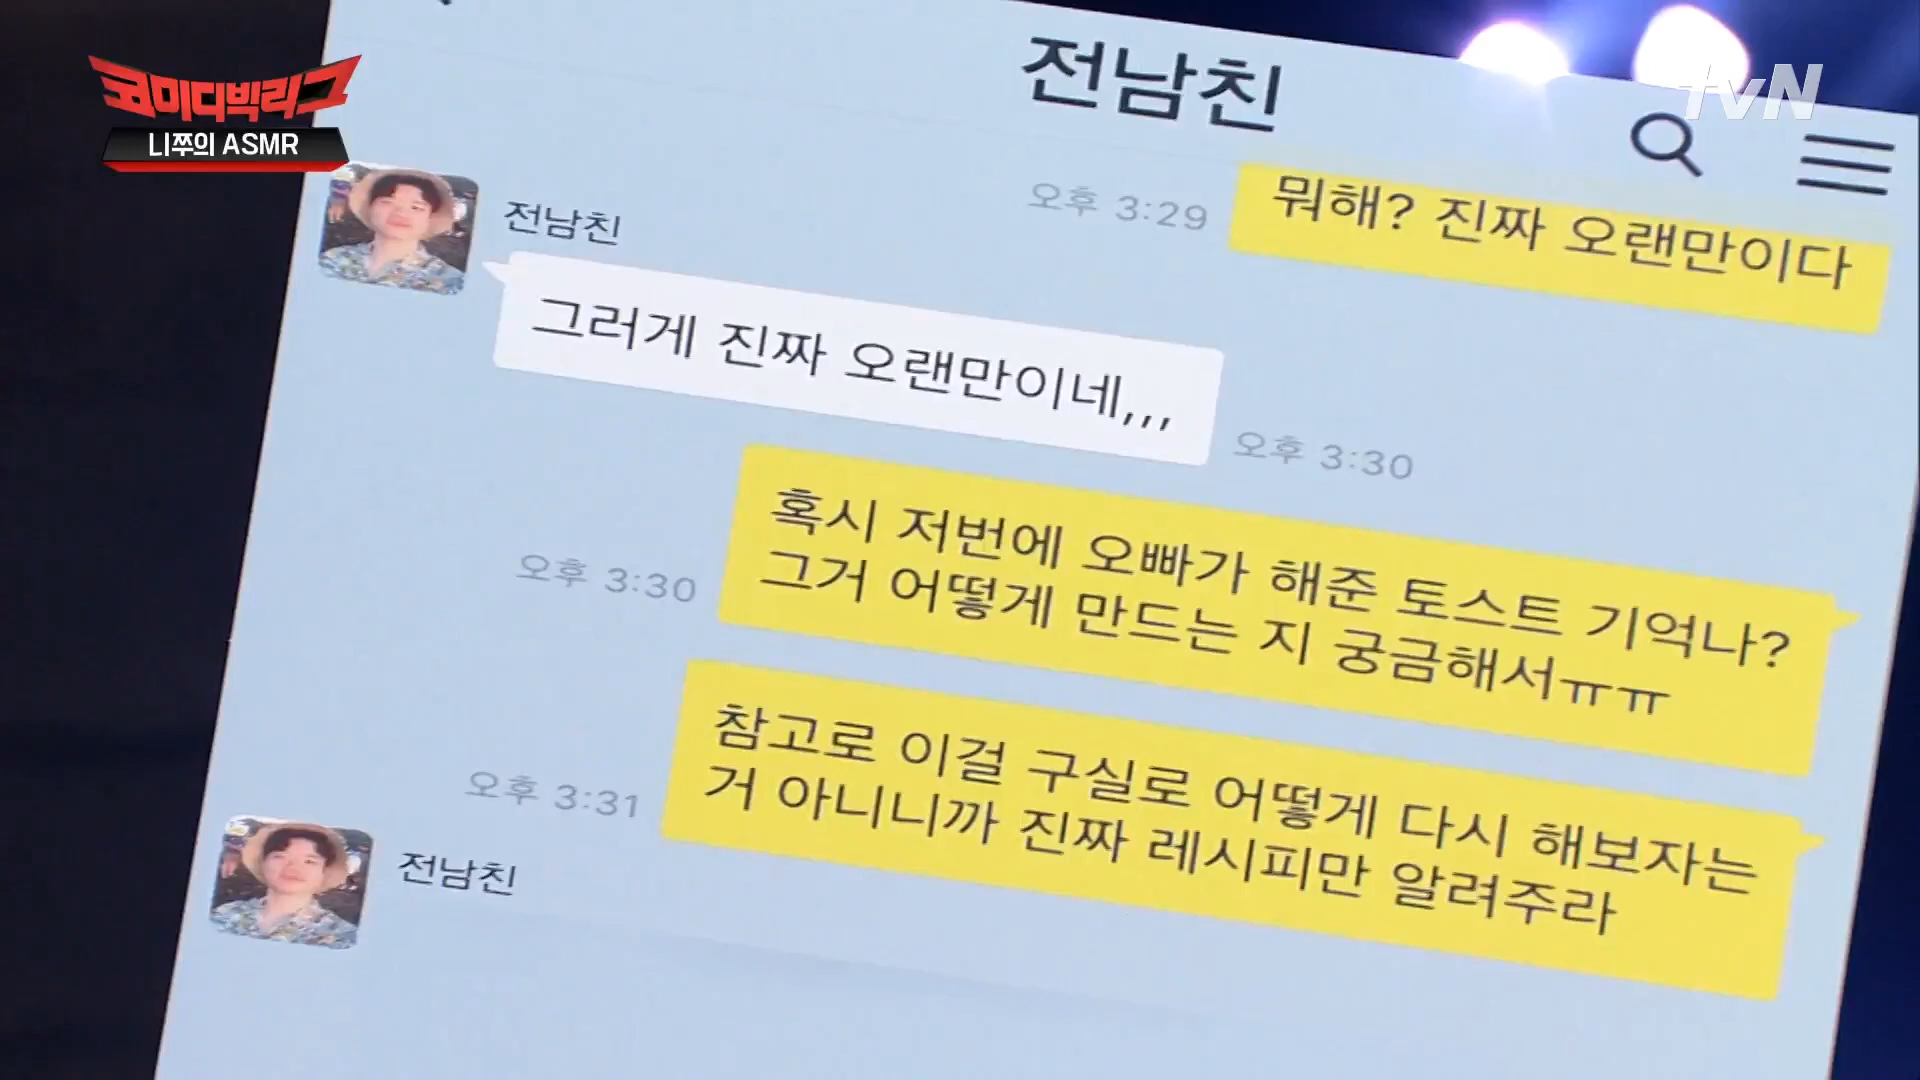 코미디빅리그
니쭈의 ASMR
tvN
전남친
오후 3:29
뭐해? 진짜 오랜만이다
전남친
그러게 진짜 오랜만이네,,,
오후 3:30
혹시 저번에 오빠가 해준 토스트 기억나?
그거 어떻게 만드는 지 궁금해서ㅠㅠ
오후 3:30
참고로 이걸 구실로 어떻게 다시 해보자는
거 아니니까 진짜 레시피만 알려주라
오후 3:31
전남친